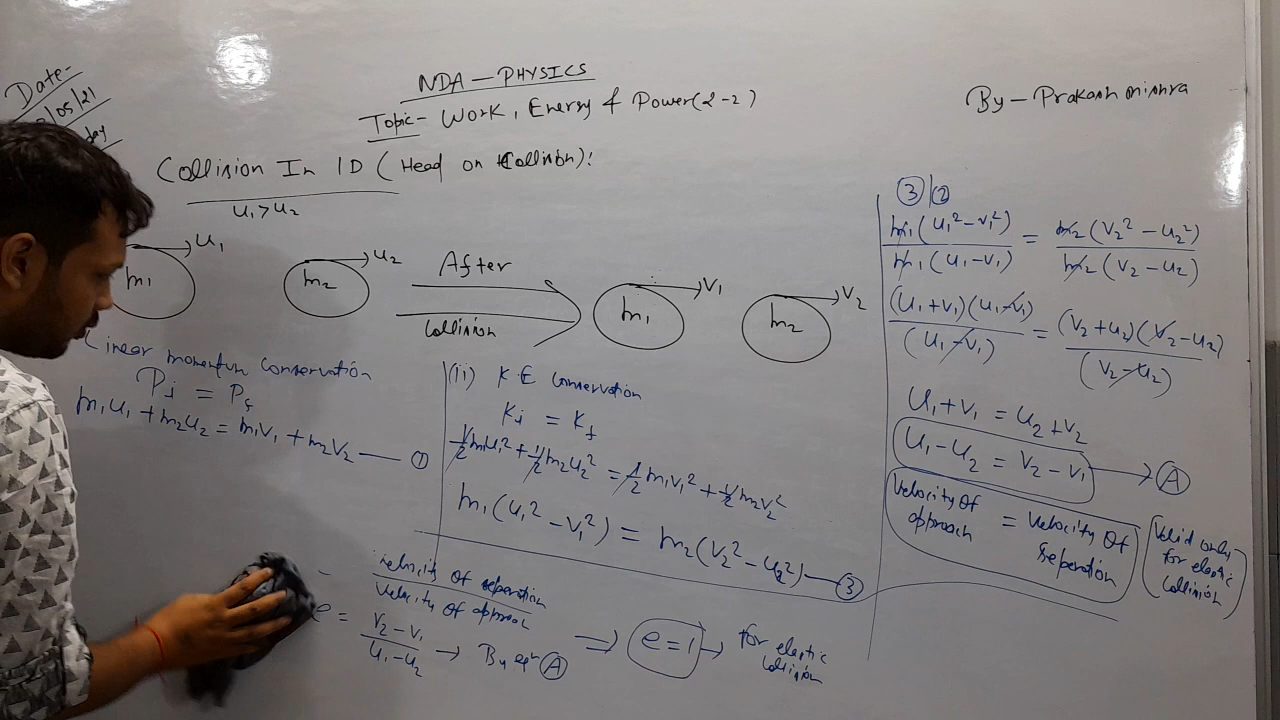 Date-
/05/21
day
NDA - PHYSICS
Topic- Work, Energy & Power (2-2)
By - Prakash mishra
Collision In 1D (Head on Collision):
u₁>u₂
m₁ u₁
m₂ u₂
After
Collision
m₁ v₁
m₂ v₂
Linear momentum conservation
Pi = Pf
m₁u₁ + m₂u₂ = m₁v₁ + m₂v₂ — ①
(ii) K.E conservation
Ki = Kf
½m₁u₁² + ½m₂u₂² = ½m₁v₁² + ½m₂v₂²
m₁(u₁² - v₁²) = m₂(v₂² - u₂²) — ③
velocity of seperation
velocity of approach
e = (v₂ - v₁)/(u₁ - u₂) → By eqⁿ Ⓐ ⇒ e = 1 → for elastic
collision
③/②
m₁(u₁² - v₁²)/m₁(u₁ - v₁) = m₂(v₂² - u₂²)/m₂(v₂ - u₂)
(u₁ + v₁)(u₁ - v₁)/(u₁ - v₁) = (v₂ + u₂)(v₂ - u₂)/(v₂ - u₂)
u₁ + v₁ = u₂ + v₂
u₁ - u₂ = v₂ - v₁ → Ⓐ
velocity of
approach
= velocity of
seperation
(valid only
for elastic
collision)